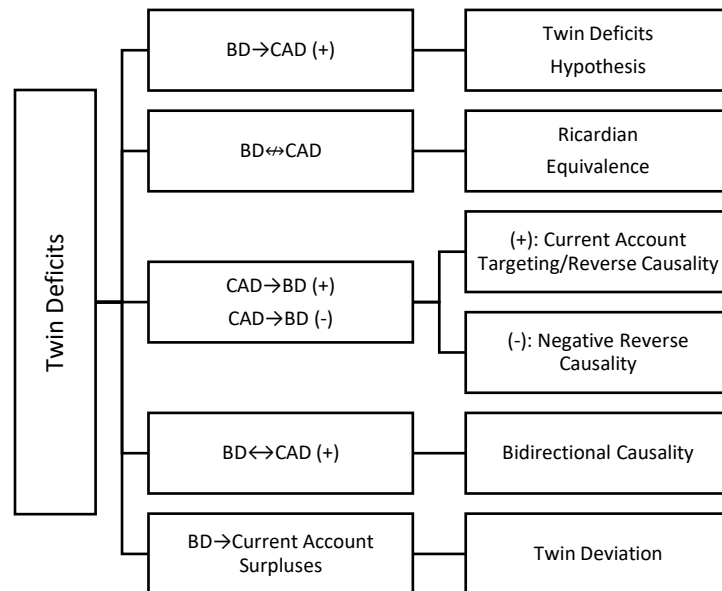 Twin Deficits
BD→CAD (+)
Twin Deficits
Hypothesis
BD↮CAD
Ricardian
Equivalence
CAD→BD (+)
CAD→BD (-)
(+): Current Account
Targeting/Reverse Causality
(-): Negative Reverse
Causality
BD↔CAD (+)
Bidirectional Causality
BD→Current Account
Surpluses
Twin Deviation